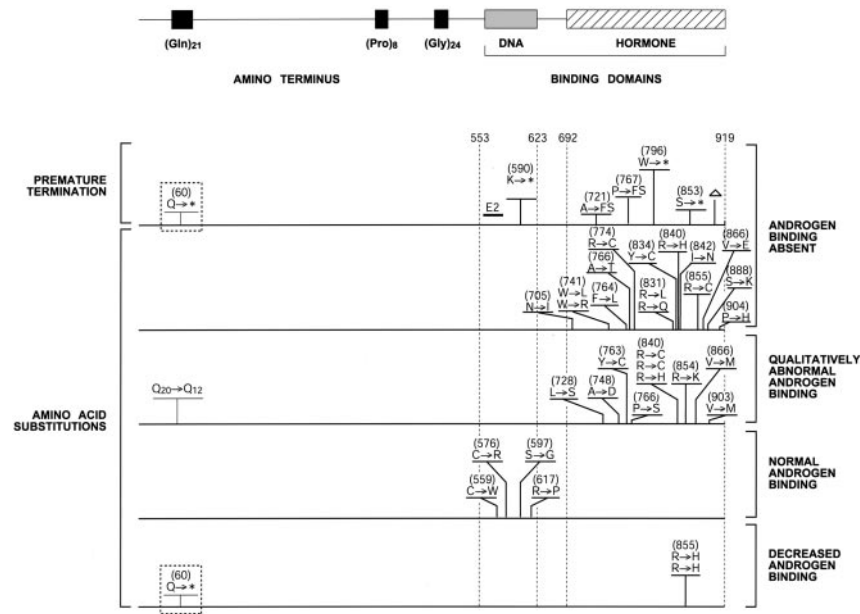 (Gln)21
(Pro)8
(Gly)24
DNA
HORMONE
AMINO TERMINUS
BINDING DOMAINS
553
623
692
919
PREMATURE
TERMINATION
(60)
Q→*
E2
(590)
K→*
(721)
A→FS
(767)
P→FS
(796)
W→*
(853)
S→*
Δ
ANDROGEN
BINDING
ABSENT
(705)
N→I
(741)
W→L
W→R
(764)
F→L
(766)
A→T
(774)
R→C
(834)
Y→C
(831)
R→L
R→Q
(840)
R→H
(842)
I→N
(855)
R→C
(866)
V→E
(888)
S→K
(904)
P→H
AMINO ACID
SUBSTITUTIONS
Q20→Q12
(728)
L→S
(748)
A→D
(763)
Y→C
(766)
P→S
(840)
R→C
R→C
R→H
(854)
R→K
(866)
V→M
(903)
V→M
QUALITATIVELY
ABNORMAL
ANDROGEN
BINDING
(576)
C→R
(597)
S→G
(559)
C→W
(617)
R→P
NORMAL
ANDROGEN
BINDING
(60)
Q→*
(855)
R→H
R→H
DECREASED
ANDROGEN
BINDING